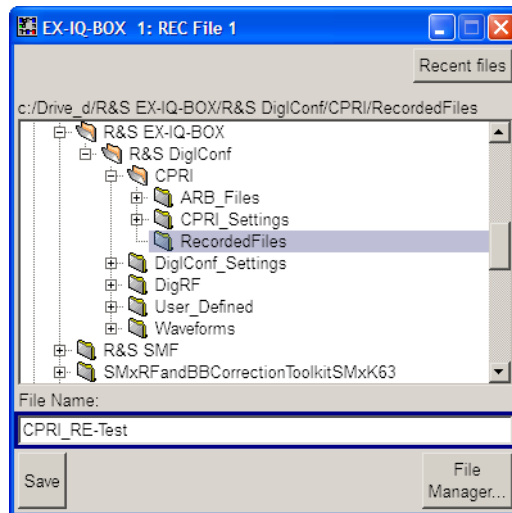 EX-IQ-BOX 1: REC File 1
Recent files
c:/Drive_d/R&S EX-IQ-BOX/R&S DigIConf/CPRI/RecordedFiles
R&S EX-IQ-BOX
R&S DigIConf
CPRI
ARB_Files
CPRI_Settings
RecordedFiles
DigIConf_Settings
DigRF
User_Defined
Waveforms
R&S SMF
SMxRFandBBCorrectionToolkitSMxK63
File Name:
CPRI_RE-Test
Save
File
Manager...